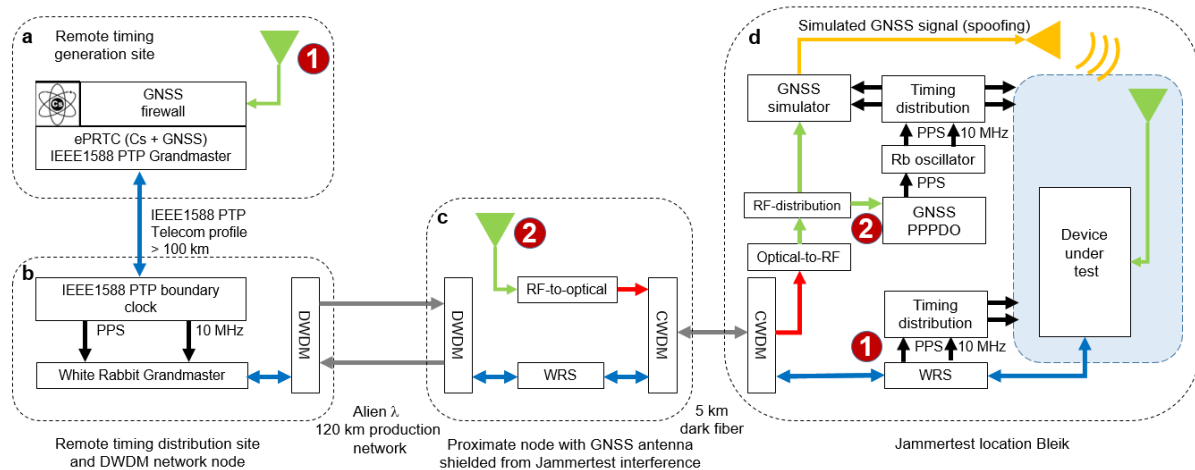 a
Remote timing
generation site
1
Cs
GNSS
firewall
ePRTC (Cs + GNSS)
IEEE1588 PTP Grandmaster
IEEE1588 PTP
Telecom profile
> 100 km
b
IEEE1588 PTP boundary
clock
PPS
10 MHz
White Rabbit Grandmaster
DWDM
Remote timing distribution site
and DWDM network node
Alien λ
120 km production
network
c
2
RF-to-optical
DWDM
WRS
CWDM
Proximate node with GNSS antenna
shielded from Jammertest interference
5 km
dark fiber
d
Simulated GNSS signal (spoofing)
GNSS
simulator
Timing
distribution
PPS
10 MHz
Rb oscillator
PPS
RF-distribution
2
GNSS
PPPDO
Optical-to-RF
CWDM
Timing
distribution
1
PPS
10 MHz
WRS
Device
under
test
Jammertest location Bleik